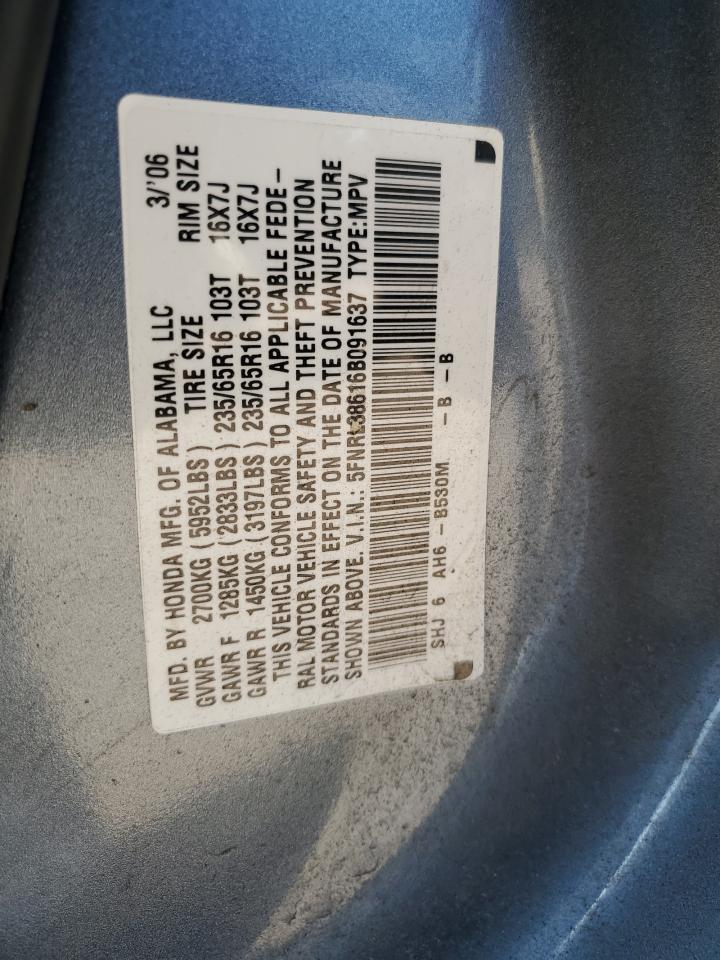 MFD. BY HONDA MFG. OF ALABAMA, LLC 3/'06
GVWR 2700KG (5952LBS) TIRE SIZE RIM SIZE
GAWR F 1285KG (2833LBS) 235/65R16 103T 16X7J
GAWR R 1450KG (3197LBS) 235/65R16 103T 16X7J
THIS VEHICLE CONFORMS TO ALL APPLICABLE FEDE-
RAL MOTOR VEHICLE SAFETY AND THEFT PREVENTION
STANDARDS IN EFFECT ON THE DATE OF MANUFACTURE
SHOWN ABOVE. V.I.N.: 5FNRL38616B091637 TYPE:MPV
SHJ 6 AH6 - B530M - B - B